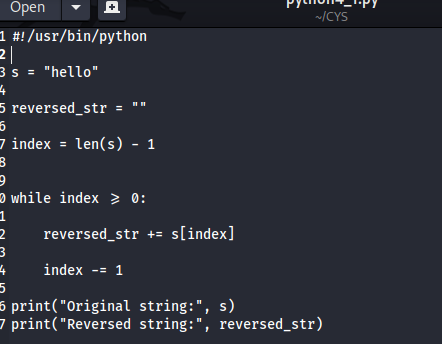 Open
python4_1.py
~/CYS
1 #!/usr/bin/python
2
3 s = "hello"
4
5 reversed_str = ""
6
7 index = len(s) - 1
8
9
0 while index >= 0:
1
2 reversed_str += s[index]
3
4 index -= 1
5
6 print("Original string:", s)
7 print("Reversed string:", reversed_str)